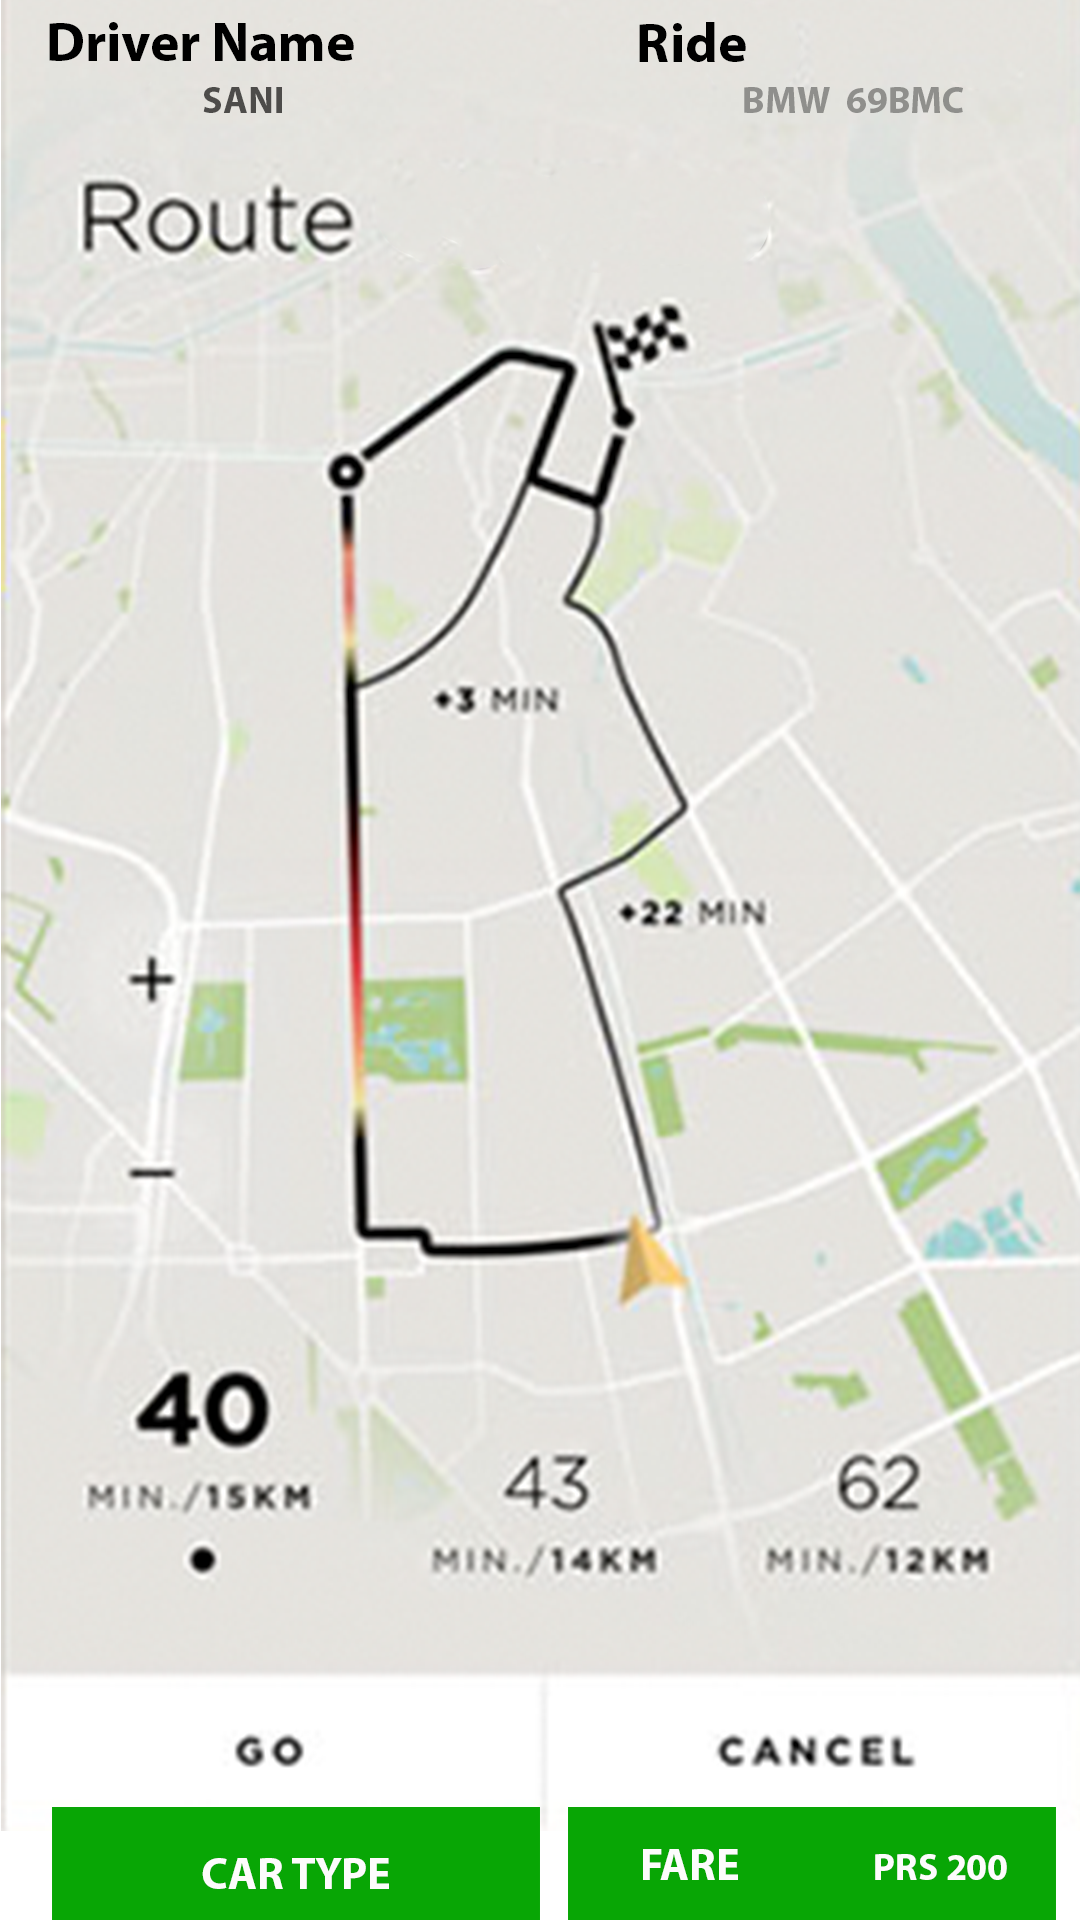 Driver Name
Ride
SANI
BMW 69BMC
Route
+3 MIN
+22 MIN
+
−
40
MIN./15KM
43
MIN./14KM
62
MIN./12KM
GO
CANCEL
CAR TYPE
FARE PRS 200